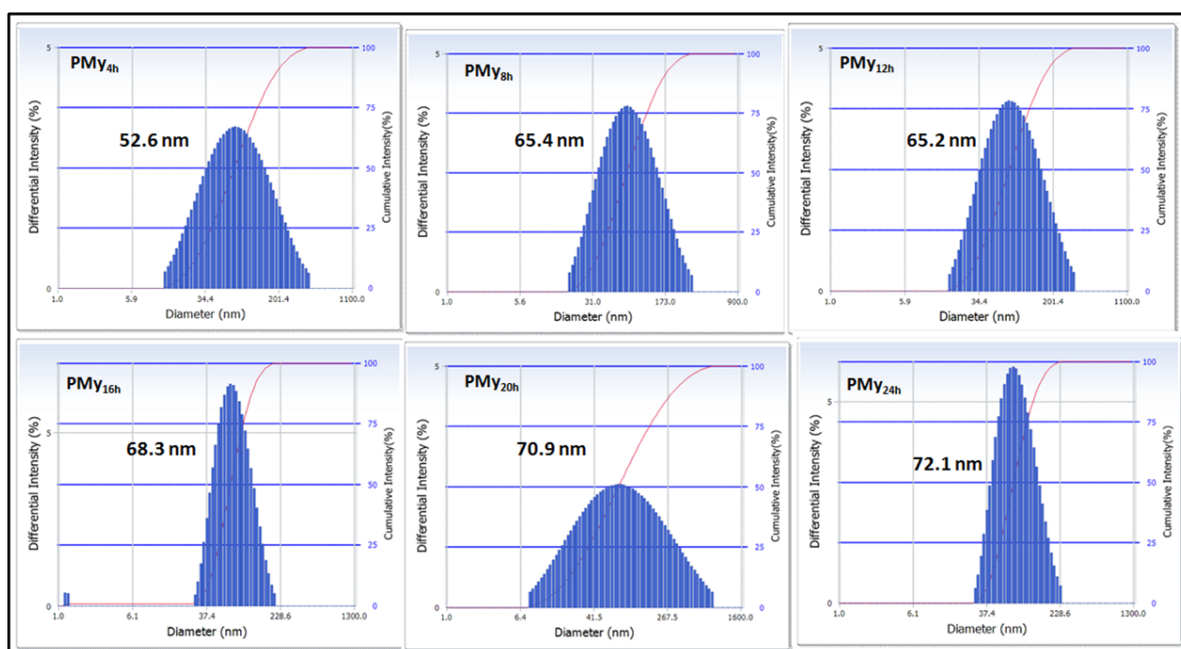 PMy4h
52.6 nm
Differential Intensity (%)
Cumulative Intensity(%)
5
0
100
75
50
25
0
1.0 5.9 34.4 201.4 1100.0
Diameter (nm)
PMy8h
65.4 nm
Differential Intensity (%)
Cumulative Intensity(%)
5
0
100
75
50
25
0
1.0 5.6 31.0 173.0 900.0
Diameter (nm)
PMy12h
65.2 nm
Differential Intensity (%)
Cumulative Intensity(%)
5
0
100
75
50
25
0
1.0 5.9 34.4 201.4 1100.0
Diameter (nm)
PMy16h
68.3 nm
Differential Intensity (%)
Cumulative Intensity(%)
5
0
100
75
50
25
0
1.0 6.1 37.4 228.6 1300.0
Diameter (nm)
PMy20h
70.9 nm
Differential Intensity (%)
Cumulative Intensity(%)
5
0
100
75
50
25
0
1.0 6.4 41.5 267.5 1600.0
Diameter (nm)
PMy24h
72.1 nm
Differential Intensity (%)
Cumulative Intensity(%)
5
0
100
75
50
25
0
1.0 6.1 37.4 228.6 1300.0
Diameter (nm)